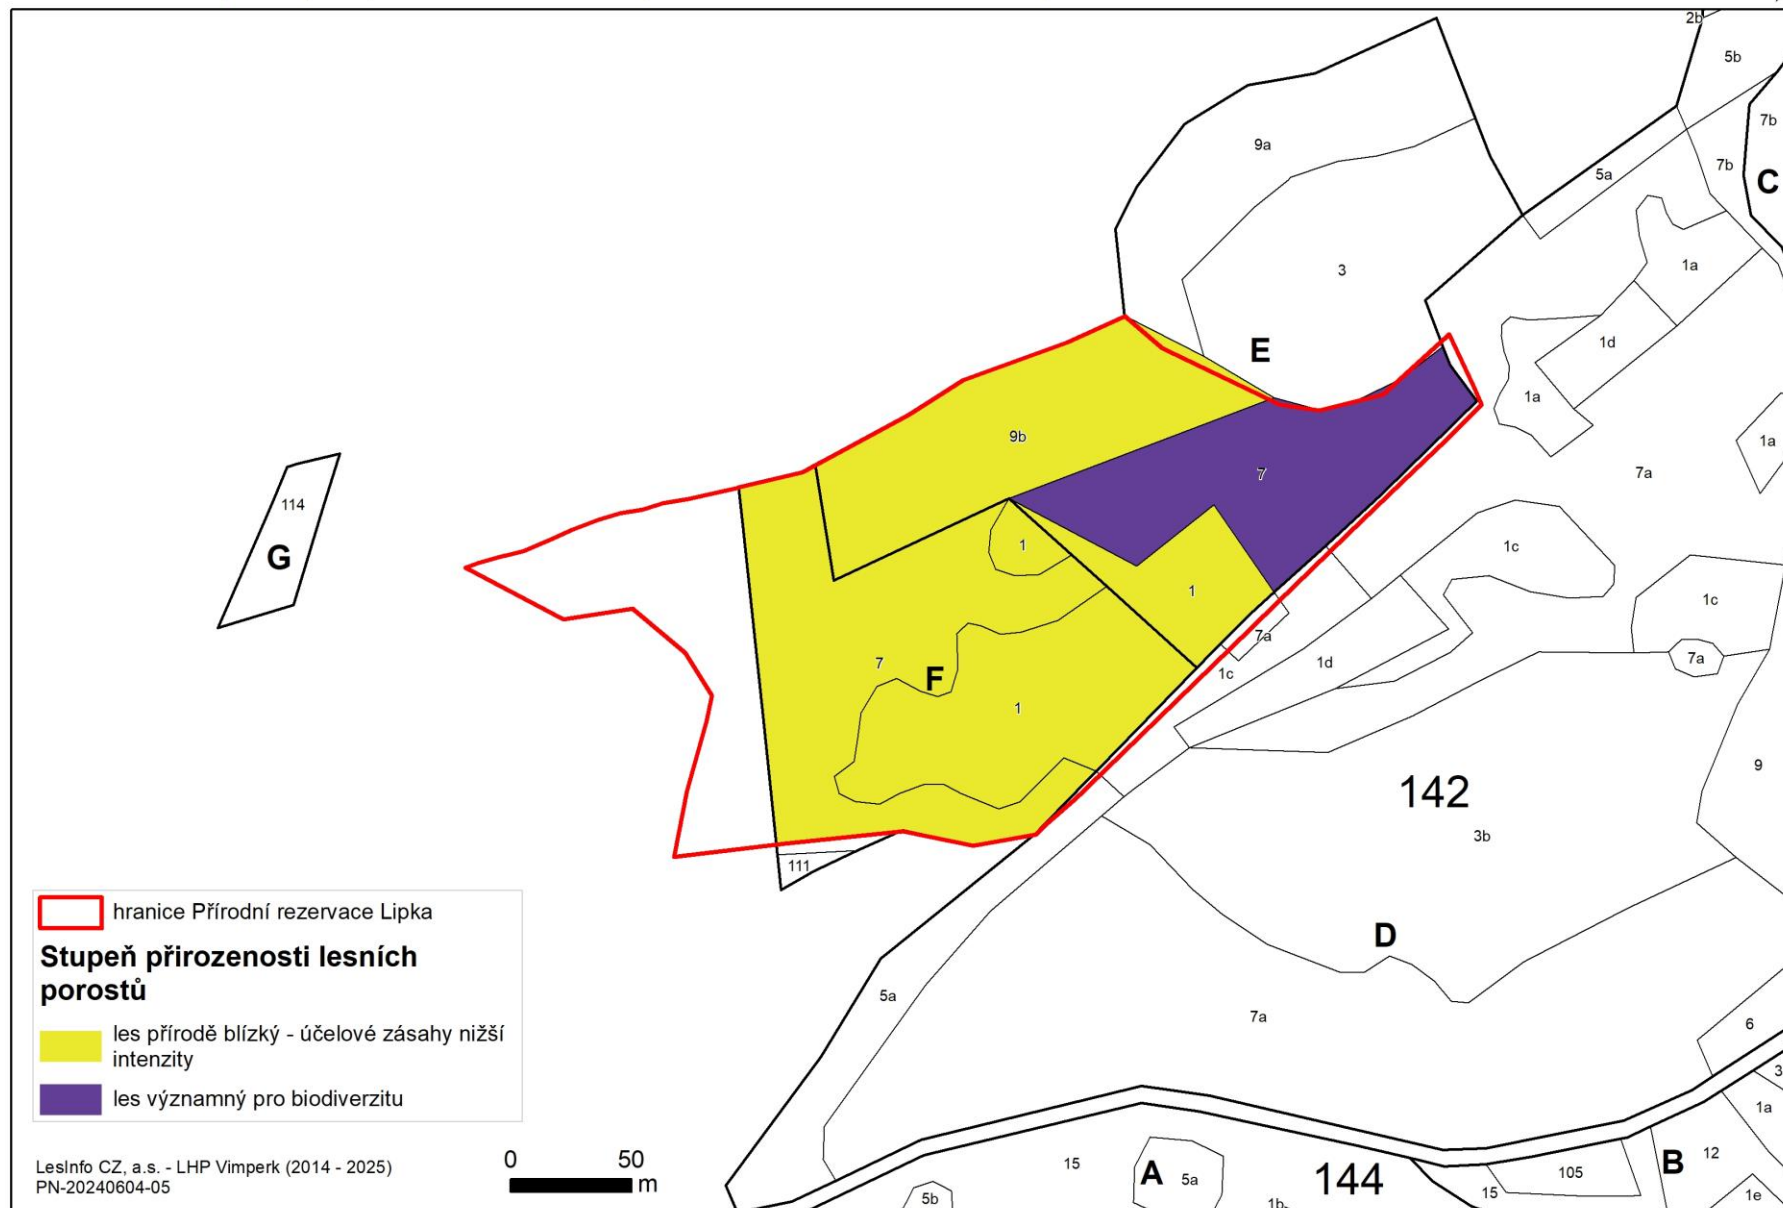 2b
5b
7b
9a
7b
5a
C
1a
3
1d
E
1a
9b
1a
7
7a
114
G
1
1c
1
1c
7a
7
F
1c
1d
7a
1
9
142
3b
111
hranice Přírodní rezervace Lipka
Stupeň přirozenosti lesních
porostů
les přírodě blízký - účelové zásahy nižší
intenzity
les významný pro biodiverzitu
D
5a
7a
6
3
1a
LesInfo CZ, a.s. - LHP Vimperk (2014 - 2025)
PN-20240604-05
0 50
m
15
A
5a
144
15
105
B
12
5b
1b
1e